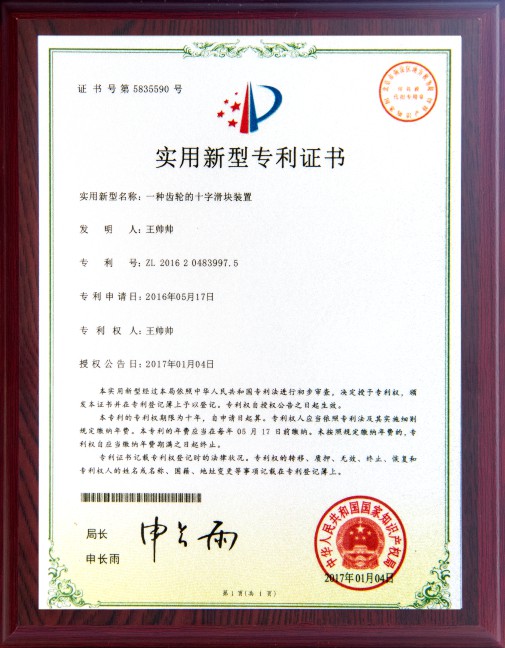 证书号第5835590号
实用新型专利证书
实用新型名称：一种齿轮的十字滑块装置
发明人：王帅帅
专利号：ZL 2016 2 0483997.5
专利申请日：2016年05月17日
专利权人：王帅帅
授权公告日：2017年01月04日
本实用新型经过本局依照中华人民共和国专利法进行初步审查，决定授予专利权，颁
发本证书并在专利登记簿上予以登记。专利权自授权公告之日起生效。
本专利的专利权期限为十年，自申请日起算。专利权人应当依照专利法及其实施细则
规定缴纳年费。本专利的年费应当在每年 05 月 17 日前缴纳。未按照规定缴纳年费的，专
利权自应当缴纳年费期满之日起终止。
专利证书记载专利权登记时的法律状况。专利权的转移、质押、无效、终止、恢复和
专利权人的姓名或名称、国籍、地址变更等事项记载在专利登记簿上。
局长
申长雨
申长雨
中华人民共和国国家知识产权局
2017年01月04日
第 1 页（共 1 页）